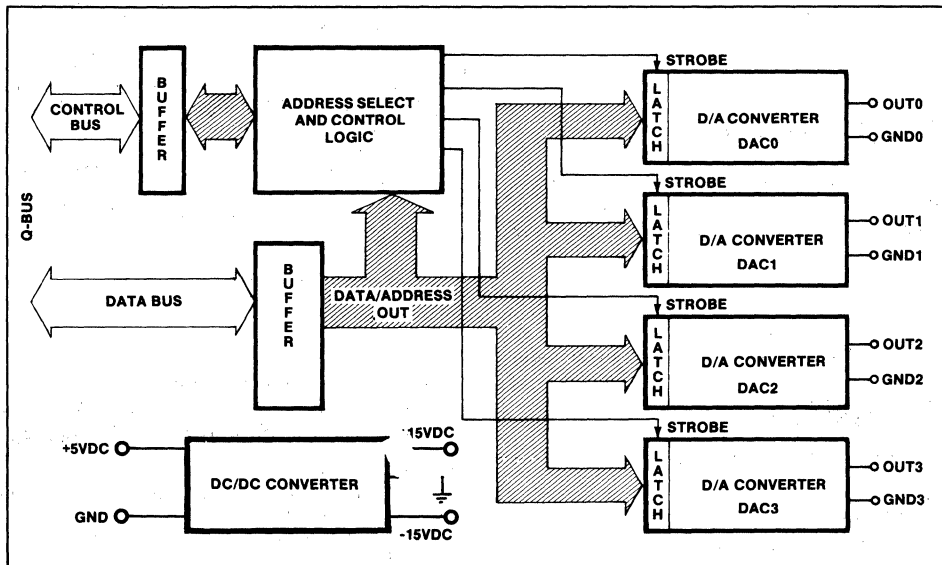 Q-BUS
CONTROL
BUS
BUFFER
ADDRESS SELECT
AND CONTROL
LOGIC
DATA BUS
BUFFER
DATA/ADDRESS
OUT
STROBE
LATCH
D/A CONVERTER
DAC0
OUT0
GND0
STROBE
LATCH
D/A CONVERTER
DAC1
OUT1
GND1
STROBE
LATCH
D/A CONVERTER
DAC2
OUT2
GND2
STROBE
LATCH
D/A CONVERTER
DAC3
OUT3
GND3
+5VDC
GND
DC/DC CONVERTER
15VDC
-15VDC